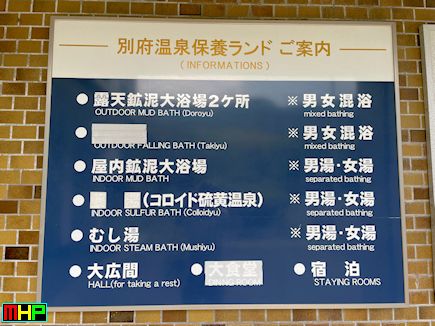 別府温泉保養ランド ご案内
(INFORMATIONS)
● 露天鉱泥大浴場2ケ所 ※ 男女混浴
OUTDOOR MUD BATH (Doroyu) mixed bathing
● ※ 男女混浴
OUTDOOR FALLING BATH (Takiyu) mixed bathing
● 屋内鉱泥大浴場 ※ 男湯・女湯
INDOOR MUD BATH separated bathing
● (コロイド硫黄温泉) ※ 男湯・女湯
INDOOR SULFUR BATH (Colloidyu) separated bathing
● むし湯 ※ 男湯・女湯
INDOOR STEAM BATH (Mushiyu) separated bathing
● 大広間 ● 大食堂 ● 宿泊
HALL(for taking a rest) DINING ROOM STAYING ROOMS
MHP